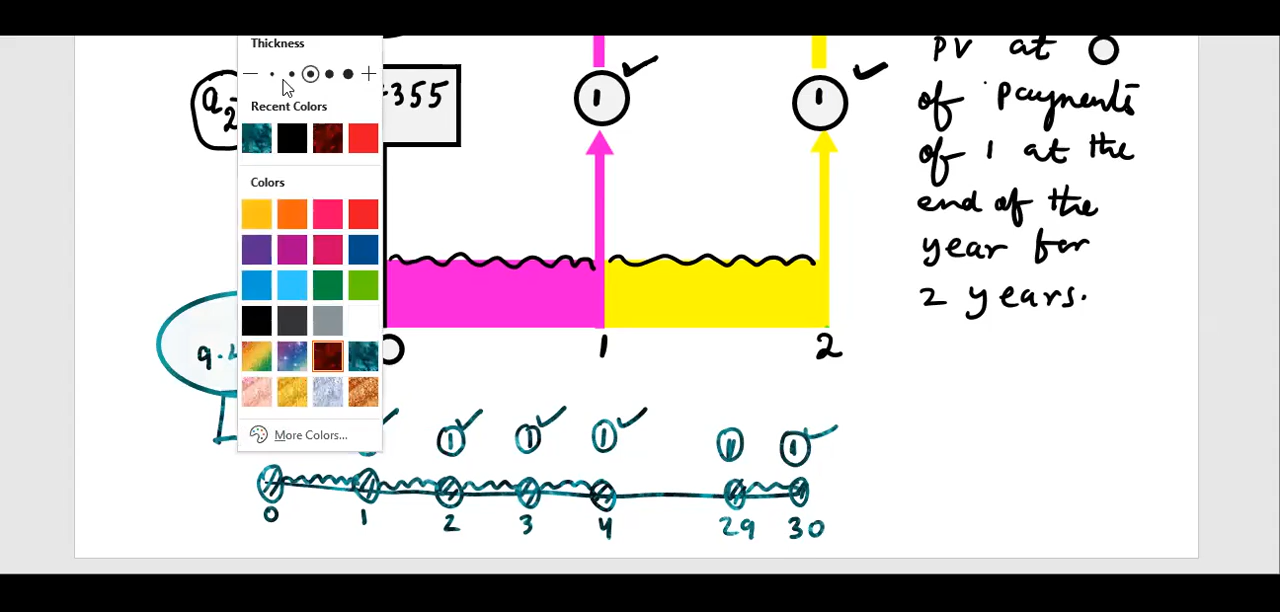 Thickness
Recent Colors
Colors
More Colors...
a2
355
1
1
PV at 0
of payments
of 1 at the
end of the
year for
2 years.
9.
0
1
2
1
1
1
1
1
0
1
2
3
4
29
30